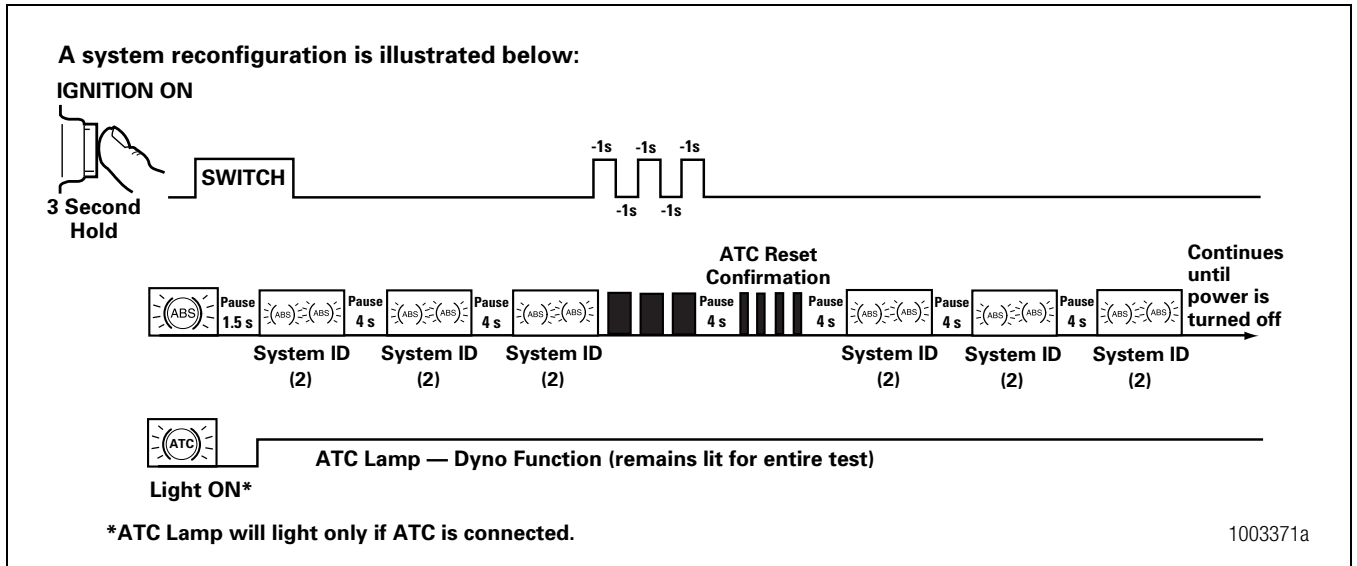 A system reconfiguration is illustrated below:
IGNITION ON
3 Second
Hold
SWITCH
-1s -1s -1s
-1s -1s
ATC Reset
Confirmation
Continues
until
power is
turned off
ABS
Pause
1.5 s
ABS ABS
Pause
4 s
ABS ABS
Pause
4 s
ABS ABS
Pause
4 s
Pause
4 s
ABS ABS
Pause
4 s
ABS ABS
Pause
4 s
ABS ABS
System ID
(2)
System ID
(2)
System ID
(2)
System ID
(2)
System ID
(2)
System ID
(2)
ATC
Light ON*
ATC Lamp — Dyno Function (remains lit for entire test)
*ATC Lamp will light only if ATC is connected.
1003371a